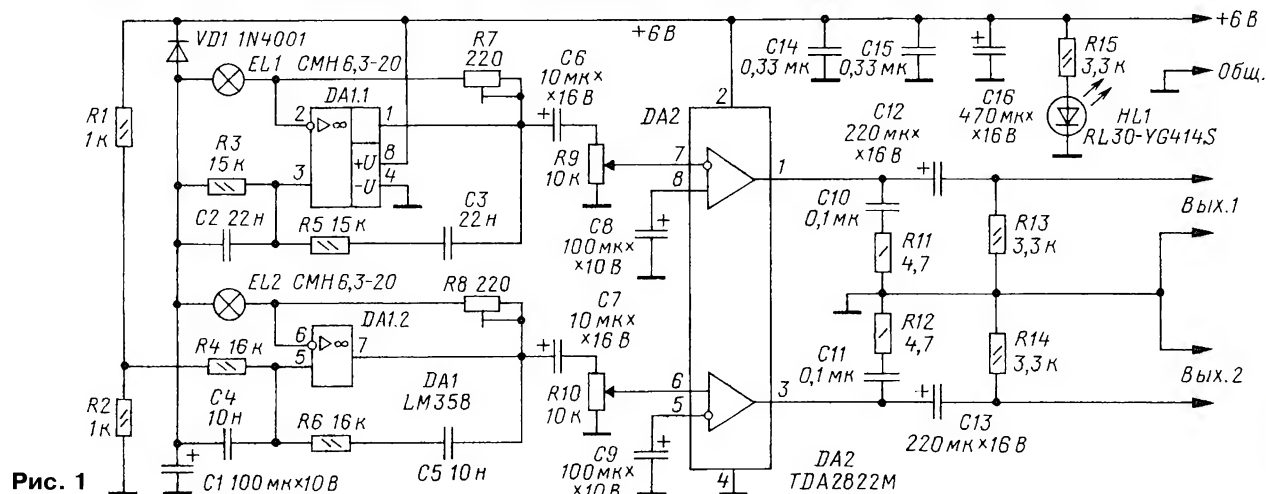 VD1 1N4001
EL1
СМН 6,3-20
R7
220
+6 В
C6
10 мк×
×16 В
C14
0,33 мк
C15
0,33 мк
+
C16
470 мк×
×16 В
R15
3,3 к
+6 В
Общ.
HL1
RL30-YG414S
R1
1 к
R3
15 к
2
3
DA1.1
▷∞
1
8
+U
-U
4
C2 22 н
R5 15 к
C3
22 н
+
R9
10 к
C8
100 мк×
×10 В
+
DA2
2
7
8
1
C12
220 мк×
×16 В
+
C10
0,1 мк
R11
4,7
R13
3,3 к
Вых.1
EL2
СМН 6,3-20
R8 220
DA1.2
6
5
▷∞
7
R4 16 к
C4
10 н
R6 16 к
DA1
LM358
C5 10 н
C7
10 мк×
×16 В
+
R10
10 к
C9
100 мк×
×10 В
+
6
5
3
4
R12
4,7
C11
0,1 мк
R14
3,3 к
Вых.2
+
C13
220 мк×16 В
DA2
TDA2822M
R2
1 к
+
C1 100 мк×10 В
Рис. 1